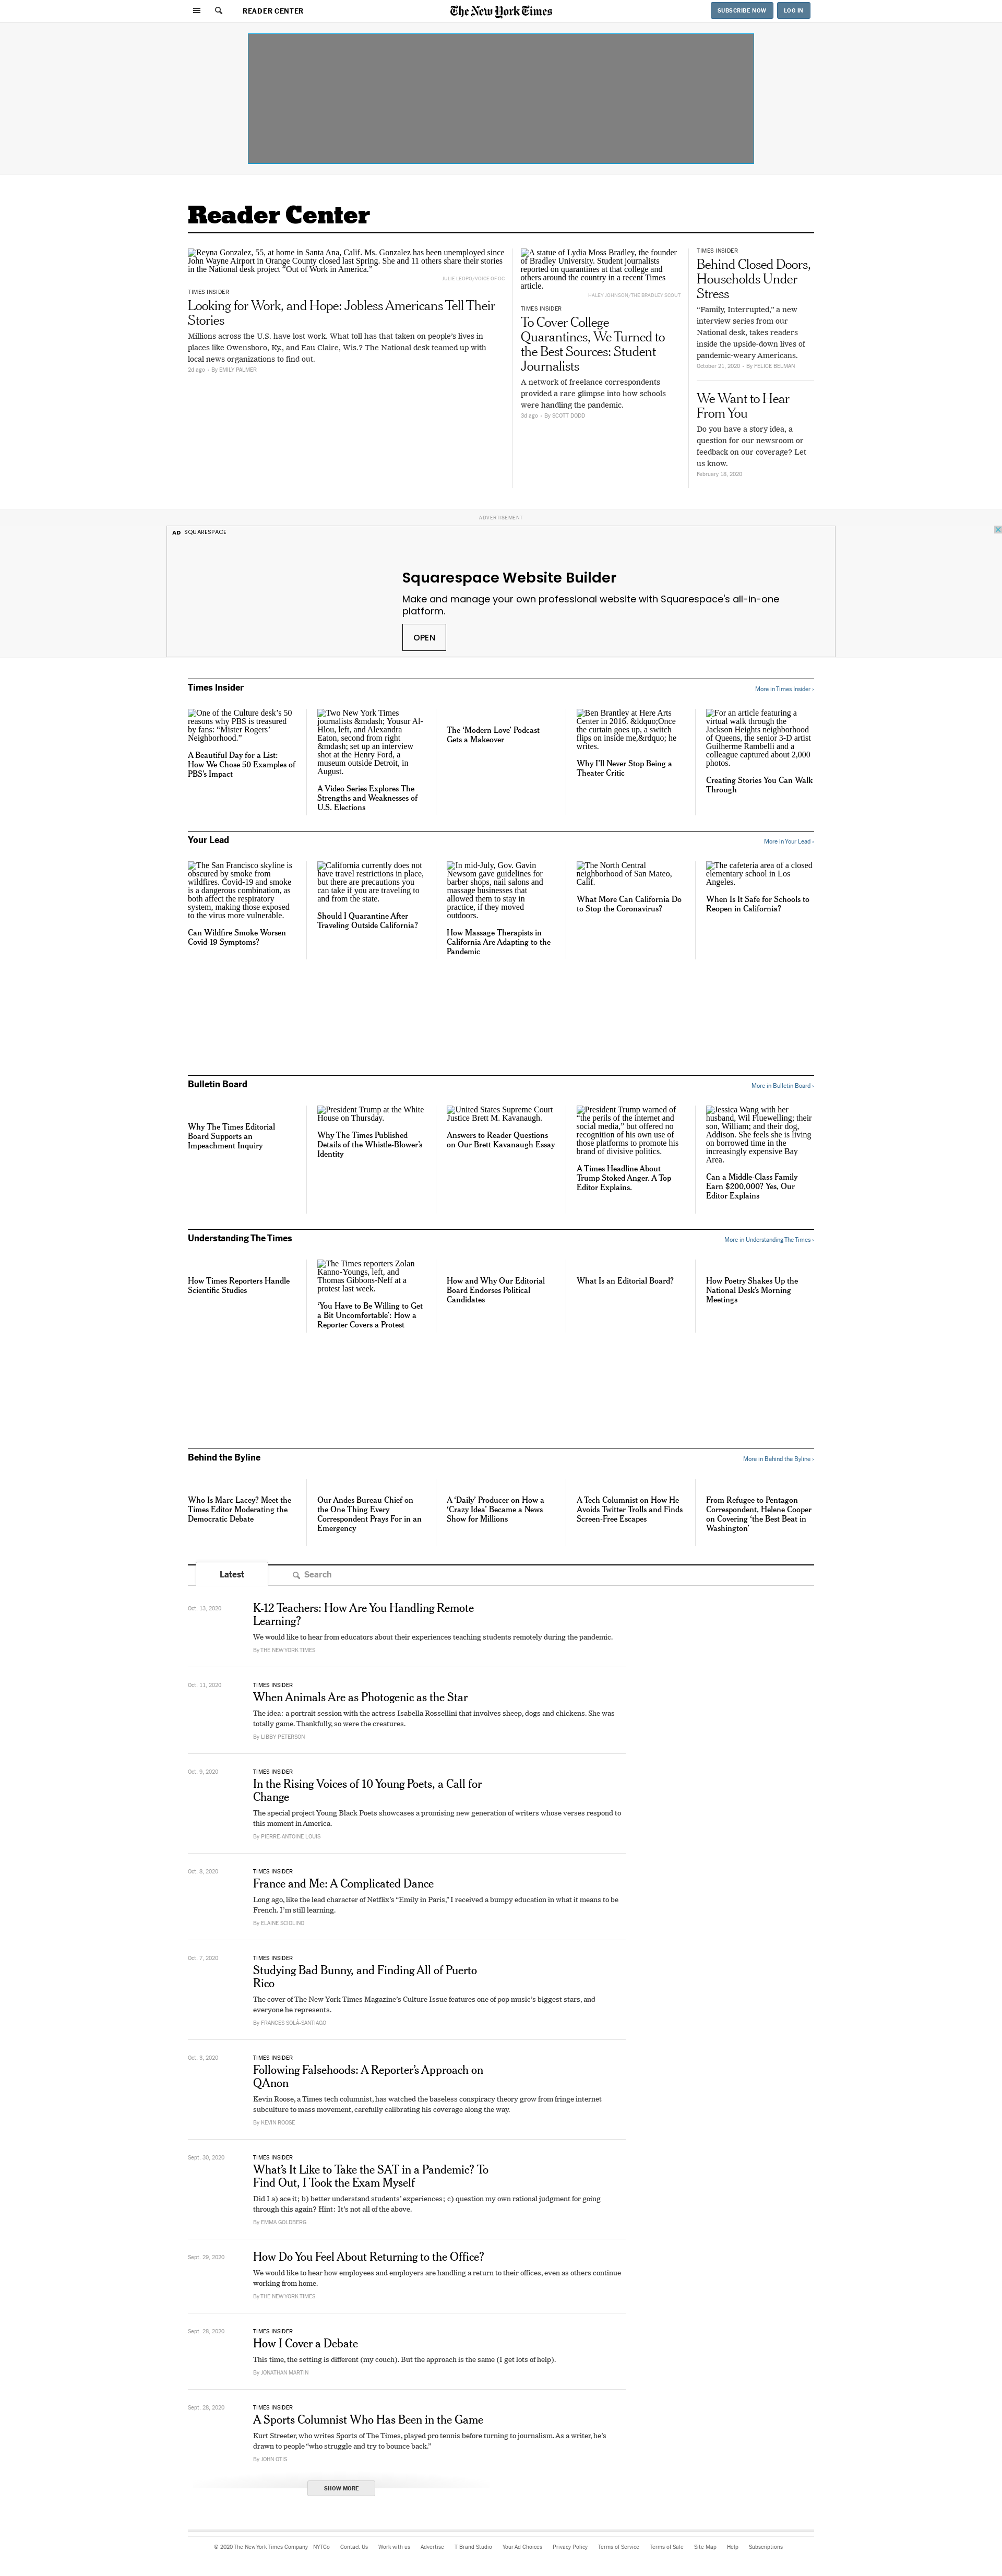 READER CENTER
The New York Times
SUBSCRIBE NOW
LOG IN
Reader Center
Reyna Gonzalez, 55, at home in Santa Ana, Calif. Ms. Gonzalez has been unemployed since
John Wayne Airport in Orange County closed last Spring. She and 11 others share their stories
in the National desk project “Out of Work in America.”
JULIE LEOPO/VOICE OF OC
TIMES INSIDER
Looking for Work, and Hope: Jobless Americans Tell Their
Stories
Millions across the U.S. have lost work. What toll has that taken on people’s lives in
places like Owensboro, Ky., and Eau Claire, Wis.? The National desk teamed up with
local news organizations to find out.
2d ago - By EMILY PALMER
A statue of Lydia Moss Bradley, the founder
of Bradley University. Student journalists
reported on quarantines at that college and
others around the country in a recent Times
article.
HALEY JOHNSON/THE BRADLEY SCOUT
TIMES INSIDER
To Cover College
Quarantines, We Turned to
the Best Sources: Student
Journalists
A network of freelance correspondents
provided a rare glimpse into how schools
were handling the pandemic.
3d ago - By SCOTT DODD
TIMES INSIDER
Behind Closed Doors,
Households Under
Stress
“Family, Interrupted,” a new
interview series from our
National desk, takes readers
inside the upside-down lives of
pandemic-weary Americans.
October 21, 2020 - By FELICE BELMAN
We Want to Hear
From You
Do you have a story idea, a
question for our newsroom or
feedback on our coverage? Let
us know.
February 18, 2020
ADVERTISEMENT
AD SQUARESPACE
Squarespace Website Builder
Make and manage your own professional website with Squarespace's all-in-one
platform.
OPEN
Times Insider
More in Times Insider ›
One of the Culture desk’s 50
reasons why PBS is treasured
by fans: “Mister Rogers’
Neighborhood.”
A Beautiful Day for a List:
How We Chose 50 Examples of
PBS’s Impact
Two New York Times
journalists &mdash; Yousur Al-
Hlou, left, and Alexandra
Eaton, second from right
&mdash; set up an interview
shot at the Henry Ford, a
museum outside Detroit, in
August.
A Video Series Explores The
Strengths and Weaknesses of
U.S. Elections
The ‘Modern Love’ Podcast
Gets a Makeover
Ben Brantley at Here Arts
Center in 2016. &ldquo;Once
the curtain goes up, a switch
flips on inside me,&rdquo; he
writes.
Why I’ll Never Stop Being a
Theater Critic
For an article featuring a
virtual walk through the
Jackson Heights neighborhood
of Queens, the senior 3-D artist
Guilherme Rambelli and a
colleague captured about 2,000
photos.
Creating Stories You Can Walk
Through
Your Lead
More in Your Lead ›
The San Francisco skyline is
obscured by smoke from
wildfires. Covid-19 and smoke
is a dangerous combination, as
both affect the respiratory
system, making those exposed
to the virus more vulnerable.
Can Wildfire Smoke Worsen
Covid-19 Symptoms?
California currently does not
have travel restrictions in place,
but there are precautions you
can take if you are traveling to
and from the state.
Should I Quarantine After
Traveling Outside California?
In mid-July, Gov. Gavin
Newsom gave guidelines for
barber shops, nail salons and
massage businesses that
allowed them to stay in
practice, if they moved
outdoors.
How Massage Therapists in
California Are Adapting to the
Pandemic
The North Central
neighborhood of San Mateo,
Calif.
What More Can California Do
to Stop the Coronavirus?
The cafeteria area of a closed
elementary school in Los
Angeles.
When Is It Safe for Schools to
Reopen in California?
Bulletin Board
More in Bulletin Board ›
Why The Times Editorial
Board Supports an
Impeachment Inquiry
President Trump at the White
House on Thursday.
Why The Times Published
Details of the Whistle-Blower’s
Identity
United States Supreme Court
Justice Brett M. Kavanaugh.
Answers to Reader Questions
on Our Brett Kavanaugh Essay
President Trump warned of
“the perils of the internet and
social media,” but offered no
recognition of his own use of
those platforms to promote his
brand of divisive politics.
A Times Headline About
Trump Stoked Anger. A Top
Editor Explains.
Jessica Wang with her
husband, Wil Fluewelling; their
son, William; and their dog,
Addison. She feels she is living
on borrowed time in the
increasingly expensive Bay
Area.
Can a Middle-Class Family
Earn $200,000? Yes, Our
Editor Explains
Understanding The Times
More in Understanding The Times ›
How Times Reporters Handle
Scientific Studies
The Times reporters Zolan
Kanno-Youngs, left, and
Thomas Gibbons-Neff at a
protest last week.
‘You Have to Be Willing to Get
a Bit Uncomfortable’: How a
Reporter Covers a Protest
How and Why Our Editorial
Board Endorses Political
Candidates
What Is an Editorial Board?
How Poetry Shakes Up the
National Desk’s Morning
Meetings
Behind the Byline
More in Behind the Byline ›
Who Is Marc Lacey? Meet the
Times Editor Moderating the
Democratic Debate
Our Andes Bureau Chief on
the One Thing Every
Correspondent Prays For in an
Emergency
A ‘Daily’ Producer on How a
‘Crazy Idea’ Became a News
Show for Millions
A Tech Columnist on How He
Avoids Twitter Trolls and Finds
Screen-Free Escapes
From Refugee to Pentagon
Correspondent, Helene Cooper
on Covering ‘the Best Beat in
Washington’
Latest
Search
Oct. 13, 2020
K-12 Teachers: How Are You Handling Remote
Learning?
We would like to hear from educators about their experiences teaching students remotely during the pandemic.
By THE NEW YORK TIMES
Oct. 11, 2020
TIMES INSIDER
When Animals Are as Photogenic as the Star
The idea: a portrait session with the actress Isabella Rossellini that involves sheep, dogs and chickens. She was
totally game. Thankfully, so were the creatures.
By LIBBY PETERSON
Oct. 9, 2020
TIMES INSIDER
In the Rising Voices of 10 Young Poets, a Call for
Change
The special project Young Black Poets showcases a promising new generation of writers whose verses respond to
this moment in America.
By PIERRE-ANTOINE LOUIS
Oct. 8, 2020
TIMES INSIDER
France and Me: A Complicated Dance
Long ago, like the lead character of Netflix’s “Emily in Paris,” I received a bumpy education in what it means to be
French. I’m still learning.
By ELAINE SCIOLINO
Oct. 7, 2020
TIMES INSIDER
Studying Bad Bunny, and Finding All of Puerto
Rico
The cover of The New York Times Magazine’s Culture Issue features one of pop music’s biggest stars, and
everyone he represents.
By FRANCES SOLÁ-SANTIAGO
Oct. 3, 2020
TIMES INSIDER
Following Falsehoods: A Reporter’s Approach on
QAnon
Kevin Roose, a Times tech columnist, has watched the baseless conspiracy theory grow from fringe internet
subculture to mass movement, carefully calibrating his coverage along the way.
By KEVIN ROOSE
Sept. 30, 2020
TIMES INSIDER
What’s It Like to Take the SAT in a Pandemic? To
Find Out, I Took the Exam Myself
Did I a) ace it; b) better understand students’ experiences; c) question my own rational judgment for going
through this again? Hint: It’s not all of the above.
By EMMA GOLDBERG
Sept. 29, 2020
How Do You Feel About Returning to the Office?
We would like to hear how employees and employers are handling a return to their offices, even as others continue
working from home.
By THE NEW YORK TIMES
Sept. 28, 2020
TIMES INSIDER
How I Cover a Debate
This time, the setting is different (my couch). But the approach is the same (I get lots of help).
By JONATHAN MARTIN
Sept. 28, 2020
TIMES INSIDER
A Sports Columnist Who Has Been in the Game
Kurt Streeter, who writes Sports of The Times, played pro tennis before turning to journalism. As a writer, he’s
drawn to people “who struggle and try to bounce back.”
By JOHN OTIS
SHOW MORE
© 2020 The New York Times Company NYTCo Contact Us Work with us Advertise T Brand Studio Your Ad Choices Privacy Policy Terms of Service Terms of Sale Site Map Help Subscriptions